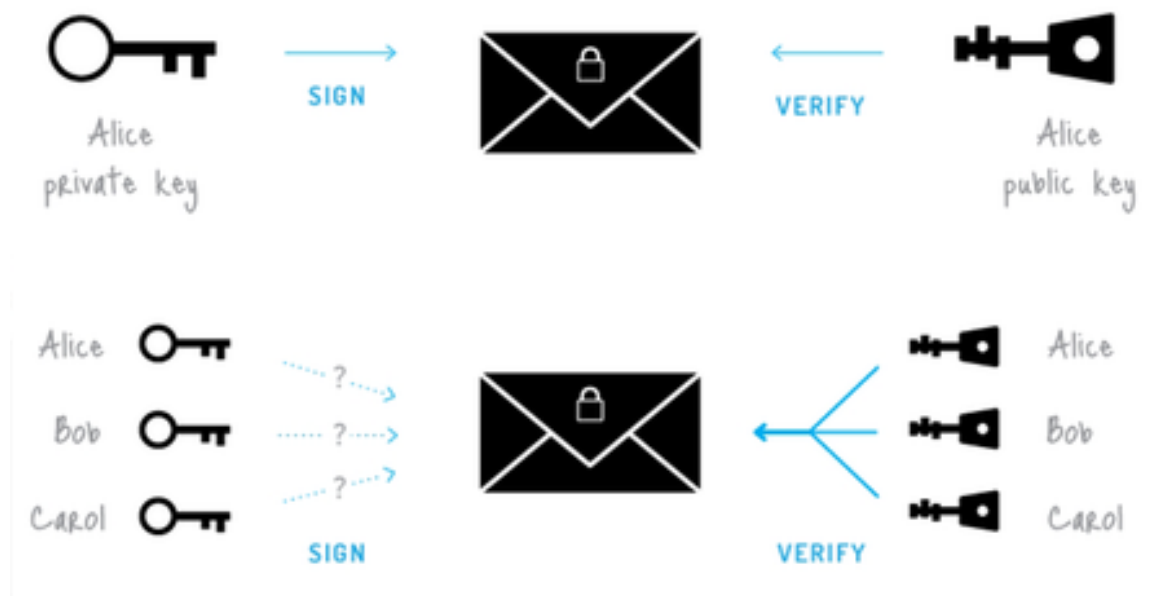 SIGN
VERIFY
Alice
private key
Alice
public key
Alice
?
Alice
Bob
?
Bob
Carol
?
Carol
SIGN
VERIFY